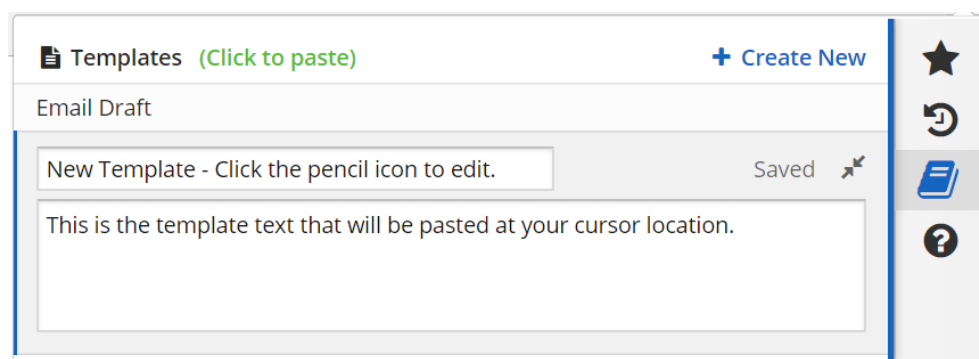 Templates (Click to paste) + Create New
Email Draft
New Template - Click the pencil icon to edit. Saved
This is the template text that will be pasted at your cursor location.